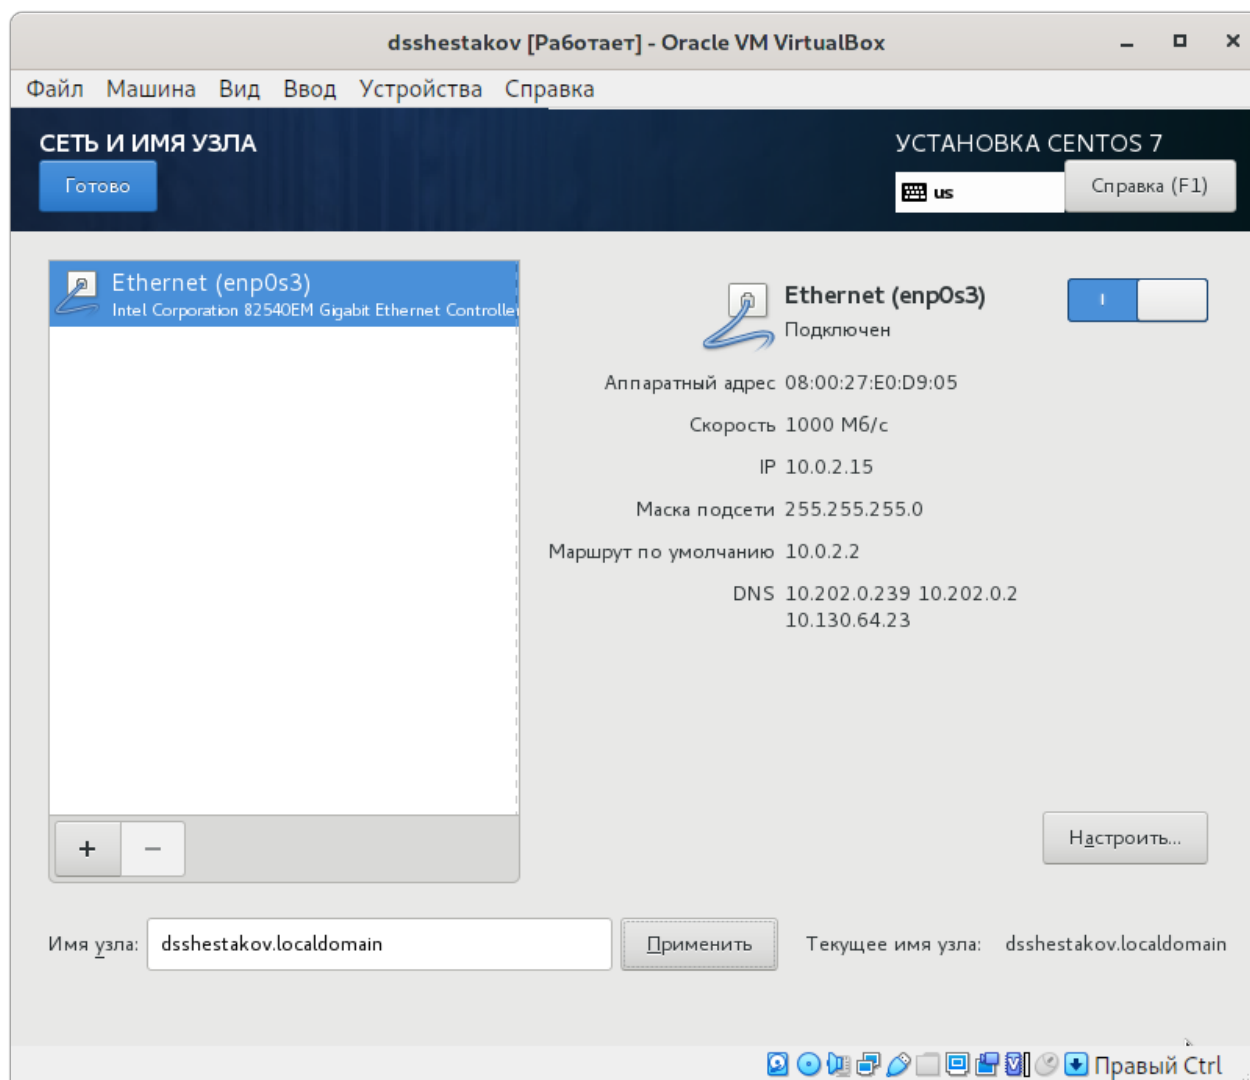 dsshestakov [Работает] - Oracle VM VirtualBox
Файл Машина Вид Ввод Устройства Справка
СЕТЬ И ИМЯ УЗЛА
УСТАНОВКА CENTOS 7
Готово
us
Справка (F1)
Ethernet (enp0s3)
Intel Corporation 82540EM Gigabit Ethernet Controller
Ethernet (enp0s3)
Подключен
Аппаратный адрес 08:00:27:E0:D9:05
Скорость 1000 Мб/с
IP 10.0.2.15
Маска подсети 255.255.255.0
Маршрут по умолчанию 10.0.2.2
DNS 10.202.0.239 10.202.0.2
10.130.64.23
+ −
Настроить...
Имя узла: dsshestakov.localdomain Применить Текущее имя узла: dsshestakov.localdomain
Правый Ctrl